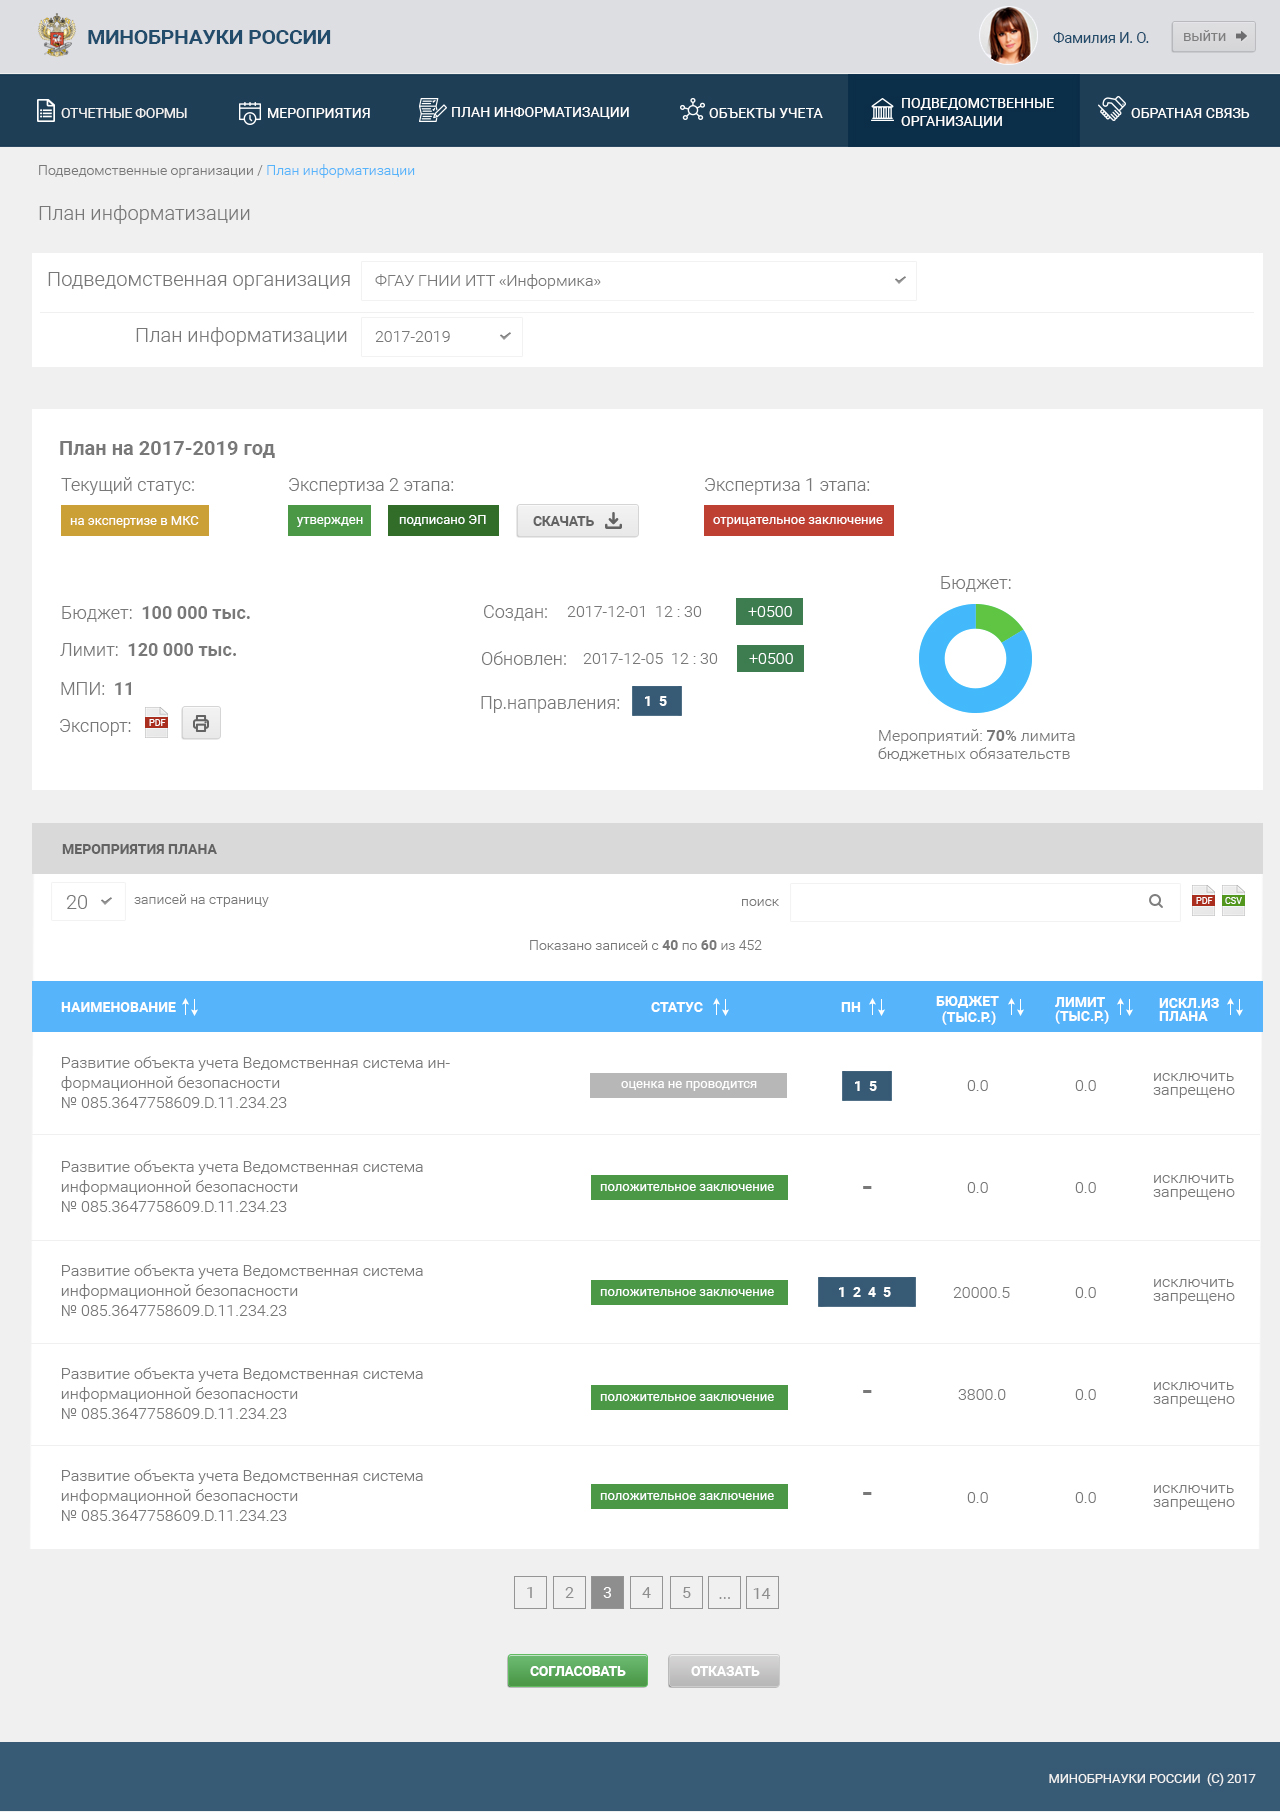 МИНОБРНАУКИ РОССИИ
Фамилия И. О.
выйти
ОТЧЕТНЫЕ ФОРМЫ
МЕРОПРИЯТИЯ
ПЛАН ИНФОРМАТИЗАЦИИ
ОБЪЕКТЫ УЧЕТА
ПОДВЕДОМСТВЕННЫЕ
ОРГАНИЗАЦИИ
ОБРАТНАЯ СВЯЗЬ
Подведомственные организации / План информатизации
План информатизации
Подведомственная организация
ФГАУ ГНИИ ИТТ «Информика»
План информатизации
2017-2019
План на 2017-2019 год
Текущий статус:
Экспертиза 2 этапа:
Экспертиза 1 этапа:
на экспертизе в МКС
утвержден
подписано ЭП
СКАЧАТЬ
отрицательное заключение
Бюджет:
Бюджет: 100 000 тыс.
Создан: 2017-12-01 12 : 30 +0500
Лимит: 120 000 тыс.
Обновлен: 2017-12-05 12 : 30 +0500
МПИ: 11
Пр.направления: 1 5
Экспорт: PDF
Мероприятий: 70% лимита
бюджетных обязательств
МЕРОПРИЯТИЯ ПЛАНА
20 записей на страницу
поиск
PDF CSV
Показано записей с 40 по 60 из 452
НАИМЕНОВАНИЕ
СТАТУС
ПН
БЮДЖЕТ
(ТЫС.Р.)
ЛИМИТ
(ТЫС.Р.)
ИСКЛ.ИЗ
ПЛАНА
Развитие объекта учета Ведомственная система ин-
формационной безопасности
№ 085.3647758609.D.11.234.23
оценка не проводится
1 5
0.0
0.0
исключить
запрещено
Развитие объекта учета Ведомственная система
информационной безопасности
№ 085.3647758609.D.11.234.23
положительное заключение
-
0.0
0.0
исключить
запрещено
Развитие объекта учета Ведомственная система
информационной безопасности
№ 085.3647758609.D.11.234.23
положительное заключение
1 2 4 5
20000.5
0.0
исключить
запрещено
Развитие объекта учета Ведомственная система
информационной безопасности
№ 085.3647758609.D.11.234.23
положительное заключение
-
3800.0
0.0
исключить
запрещено
Развитие объекта учета Ведомственная система
информационной безопасности
№ 085.3647758609.D.11.234.23
положительное заключение
-
0.0
0.0
исключить
запрещено
1 2 3 4 5 ... 14
СОГЛАСОВАТЬ
ОТКАЗАТЬ
МИНОБРНАУКИ РОССИИ (С) 2017